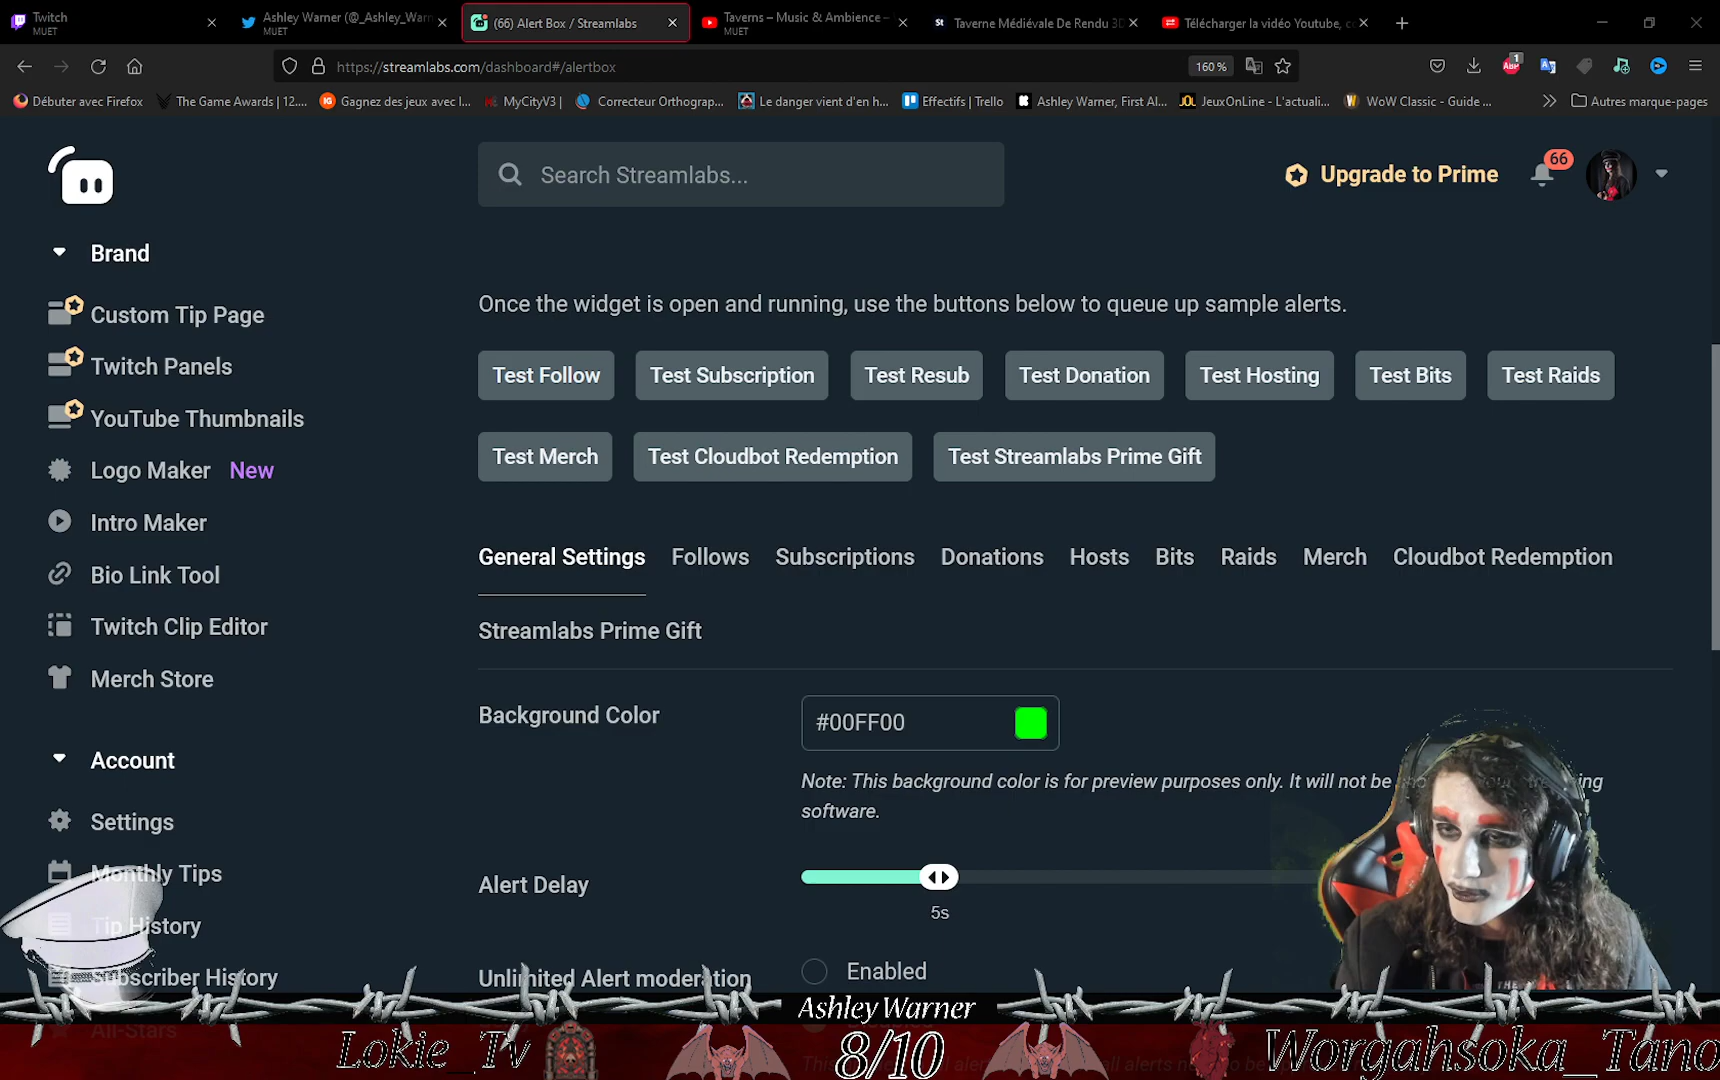 Twitch
MUET
Ashley Warner (@_Ashley_Warn
MUET
(66) Alert Box / Streamlabs
Taverns – Music & Ambience –
MUET
St
Taverne Médiévale De Rendu 3D
Télécharger la vidéo Youtube, co
https://streamlabs.com/dashboard#/alertbox
160 %
ABP
1
Débuter avec Firefox
The Game Awards | 12....
IG
Gagnez des jeux avec l...
MyCityV3 |
Correcteur Orthograp...
Le danger vient d'en h...
Effectifs | Trello
Ashley Warner, First Al...
JOL
JeuxOnLine - L'actuali...
WoW Classic - Guide ...
Autres marque-pages
Search Streamlabs...
Upgrade to Prime
66
Brand
Custom Tip Page
Twitch Panels
YouTube Thumbnails
Logo Maker New
Intro Maker
Bio Link Tool
Twitch Clip Editor
Merch Store
Account
Settings
Monthly Tips
Tip History
Subscriber History
All-Stars
Once the widget is open and running, use the buttons below to queue up sample alerts.
Test Follow
Test Subscription
Test Resub
Test Donation
Test Hosting
Test Bits
Test Raids
Test Merch
Test Cloudbot Redemption
Test Streamlabs Prime Gift
General Settings
Follows
Subscriptions
Donations
Hosts
Bits
Raids
Merch
Cloudbot Redemption
Streamlabs Prime Gift
Background Color
#00FF00
Note: This background color is for preview purposes only. It will not be
software.
Alert Delay
5s
Unlimited Alert moderation
Enabled
Ashley Warner
Lokie_Tv
8/10
Worgahsoka_Tano